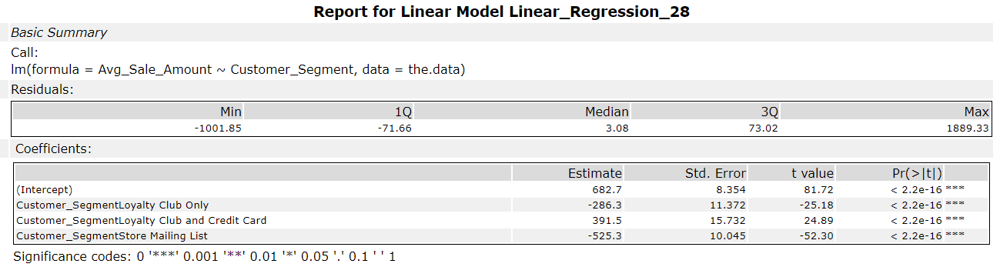 Report for Linear Model Linear_Regression_28
Basic Summary
Call:
lm(formula = Avg_Sale_Amount ~ Customer_Segment, data = the.data)
Residuals:
Min 1Q Median 3Q Max
-1001.85 -71.66 3.08 73.02 1889.33
Coefficients:
Estimate Std. Error t value Pr(>|t|)
(Intercept) 682.7 8.354 81.72 < 2.2e-16 ***
Customer_SegmentLoyalty Club Only -286.3 11.372 -25.18 < 2.2e-16 ***
Customer_SegmentLoyalty Club and Credit Card 391.5 15.732 24.89 < 2.2e-16 ***
Customer_SegmentStore Mailing List -525.3 10.045 -52.30 < 2.2e-16 ***
Significance codes: 0 '***' 0.001 '**' 0.01 '*' 0.05 '.' 0.1 ' ' 1